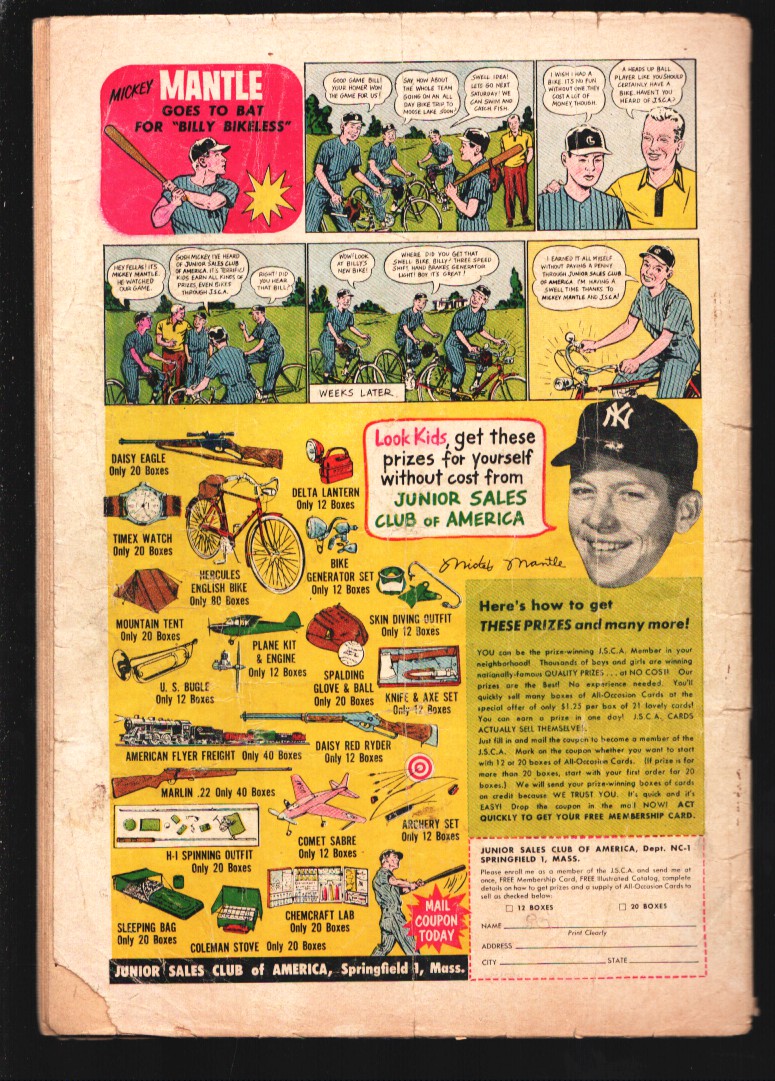 MICKEY MANTLE
GOES TO BAT
FOR "BILLY BIKELESS"
GOOD GAME BILL!
YOUR HOMER WON
THE GAME FOR US!
SAY, HOW ABOUT
THE WHOLE TEAM
GOING ON AN ALL
DAY BIKE TRIP TO
MOOSE LAKE SOON?
SWELL IDEA!
LETS GO NEXT
SATURDAY! WE
CAN SWIM AND
CATCH FISH.
I WISH I HAD A
BIKE. IT'S NO FUN
WITHOUT ONE. THEY
COST A LOT OF
MONEY, THOUGH.
A HEADS UP BALL
PLAYER LIKE YOU SHOULD
CERTAINLY HAVE A
BIKE. HAVEN'T YOU
HEARD OF J.S.C.A.?
HEY FELLAS! IT'S
MICKEY MANTLE.
HE WATCHED
OUR GAME.
GOSH MICKEY, I'VE HEARD
OF JUNIOR SALES CLUB
OF AMERICA. IT'S TERRIFIC!
KIDS EARN ALL KINDS OF
PRIZES, EVEN BIKES
THROUGH J.S.C.A.
RIGHT! DID
YOU HEAR
THAT BILL?
WOW! LOOK
AT BILLY'S
NEW BIKE!
WHERE DID YOU GET THAT
SWELL BIKE, BILLY? THREE SPEED
SHIFT, HAND BRAKES, GENERATOR
LIGHT! BOY IT'S GREAT!
WEEKS LATER
I EARNED IT ALL MYSELF
WITHOUT PAYING A PENNY
THROUGH JUNIOR SALES CLUB
OF AMERICA. I'M HAVING A
SWELL TIME THANKS TO
MICKEY MANTLE AND J.S.C.A!
Look Kids, get these
prizes for yourself
without cost from
JUNIOR SALES
CLUB of AMERICA
NY
Mickey Mantle
DAISY EAGLE
Only 20 Boxes
DELTA LANTERN
Only 12 Boxes
TIMEX WATCH
Only 20 Boxes
HERCULES
ENGLISH BIKE
Only 80 Boxes
BIKE
GENERATOR SET
Only 12 Boxes
MOUNTAIN TENT
Only 20 Boxes
SKIN DIVING OUTFIT
Only 12 Boxes
PLANE KIT
& ENGINE
Only 12 Boxes
U. S. BUGLE
Only 12 Boxes
SPALDING
GLOVE & BALL
Only 20 Boxes
KNIFE & AXE SET
Only 12 Boxes
DAISY RED RYDER
Only 12 Boxes
AMERICAN FLYER FREIGHT Only 40 Boxes
MARLIN .22 Only 40 Boxes
ARCHERY SET
Only 12 Boxes
COMET SABRE
Only 12 Boxes
H-I SPINNING OUTFIT
Only 20 Boxes
CHEMCRAFT LAB
Only 20 Boxes
SLEEPING BAG
Only 20 Boxes
COLEMAN STOVE Only 20 Boxes
MAIL
COUPON
TODAY
JUNIOR SALES CLUB of AMERICA, Springfield 1, Mass.
Here's how to get
THESE PRIZES and many more!
YOU can be the prize-winning J.S.C.A. Member in your
neighborhood! Thousands of boys and girls are winning
nationally-famous QUALITY PRIZES . . . at NO COST! Our
prizes are the Best! No experience needed. You'll
quickly sell many boxes of All-Occasion Cards at the
special offer of only $1.25 per box of 21 lovely cards!
You can earn a prize in one day! J.S.C.A. CARDS
ACTUALLY SELL THEMSELVES.
Just fill in and mail the coupon to become a member of the
J.S.C.A. Mark on the coupon whether you want to start
with 12 or 20 boxes of All-Occasion Cards. (If prize is for
more than 20 boxes, start with your first order for 20
boxes.) We will send your prize-winning boxes of cards
on credit because WE TRUST YOU. It's quick and it's
EASY! Drop the coupon in the mail NOW! ACT
QUICKLY TO GET YOUR FREE MEMBERSHIP CARD.
JUNIOR SALES CLUB OF AMERICA, Dept. NC-1
SPRINGFIELD 1, MASS.
Please enroll me as a member of the J.S.C.A. and send me at
once, FREE Membership Card, FREE Illustrated Catalog, complete
details on how to get prizes and a supply of All-Occasion Cards to
sell as checked below:
12 BOXES 20 BOXES
NAME
Print Clearly
ADDRESS
CITY STATE